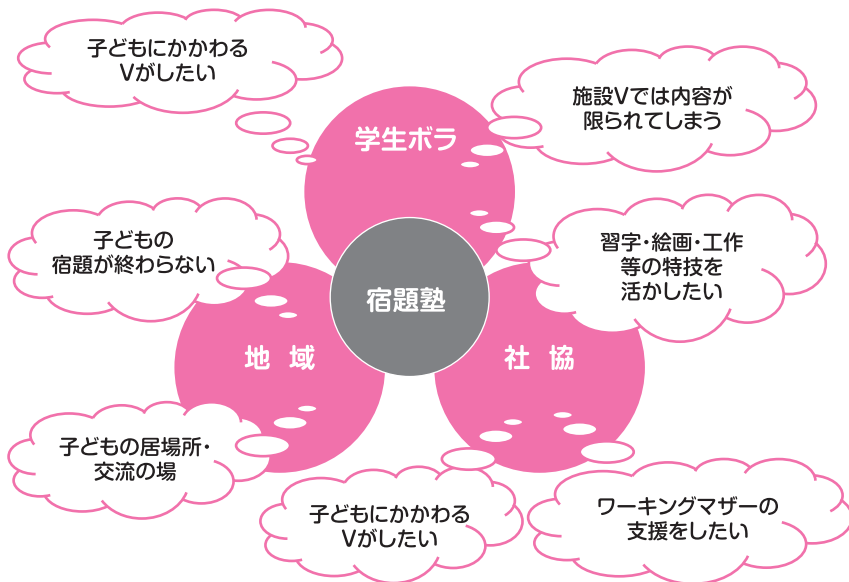 子どもにかかわる
Vがしたい
学生ボラ
施設Vでは内容が
限られてしまう
子どもの
宿題が終わらない
習字・絵画・工作
等の特技を
活かしたい
宿題塾
地 域
社 協
子どもの居場所・
交流の場
子どもにかかわる
Vがしたい
ワーキングマザーの
支援をしたい